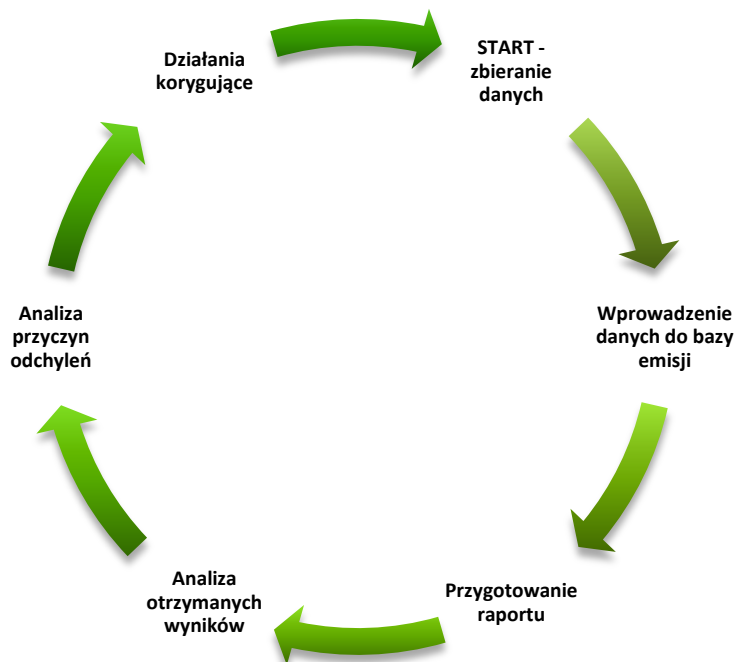 START -
zbieranie
danych
Wprowadzenie
danych do bazy
emisji
Przygotowanie
raportu
Analiza
otrzymanych
wyników
Analiza
przyczyn
odchyleń
Działania
korygujące